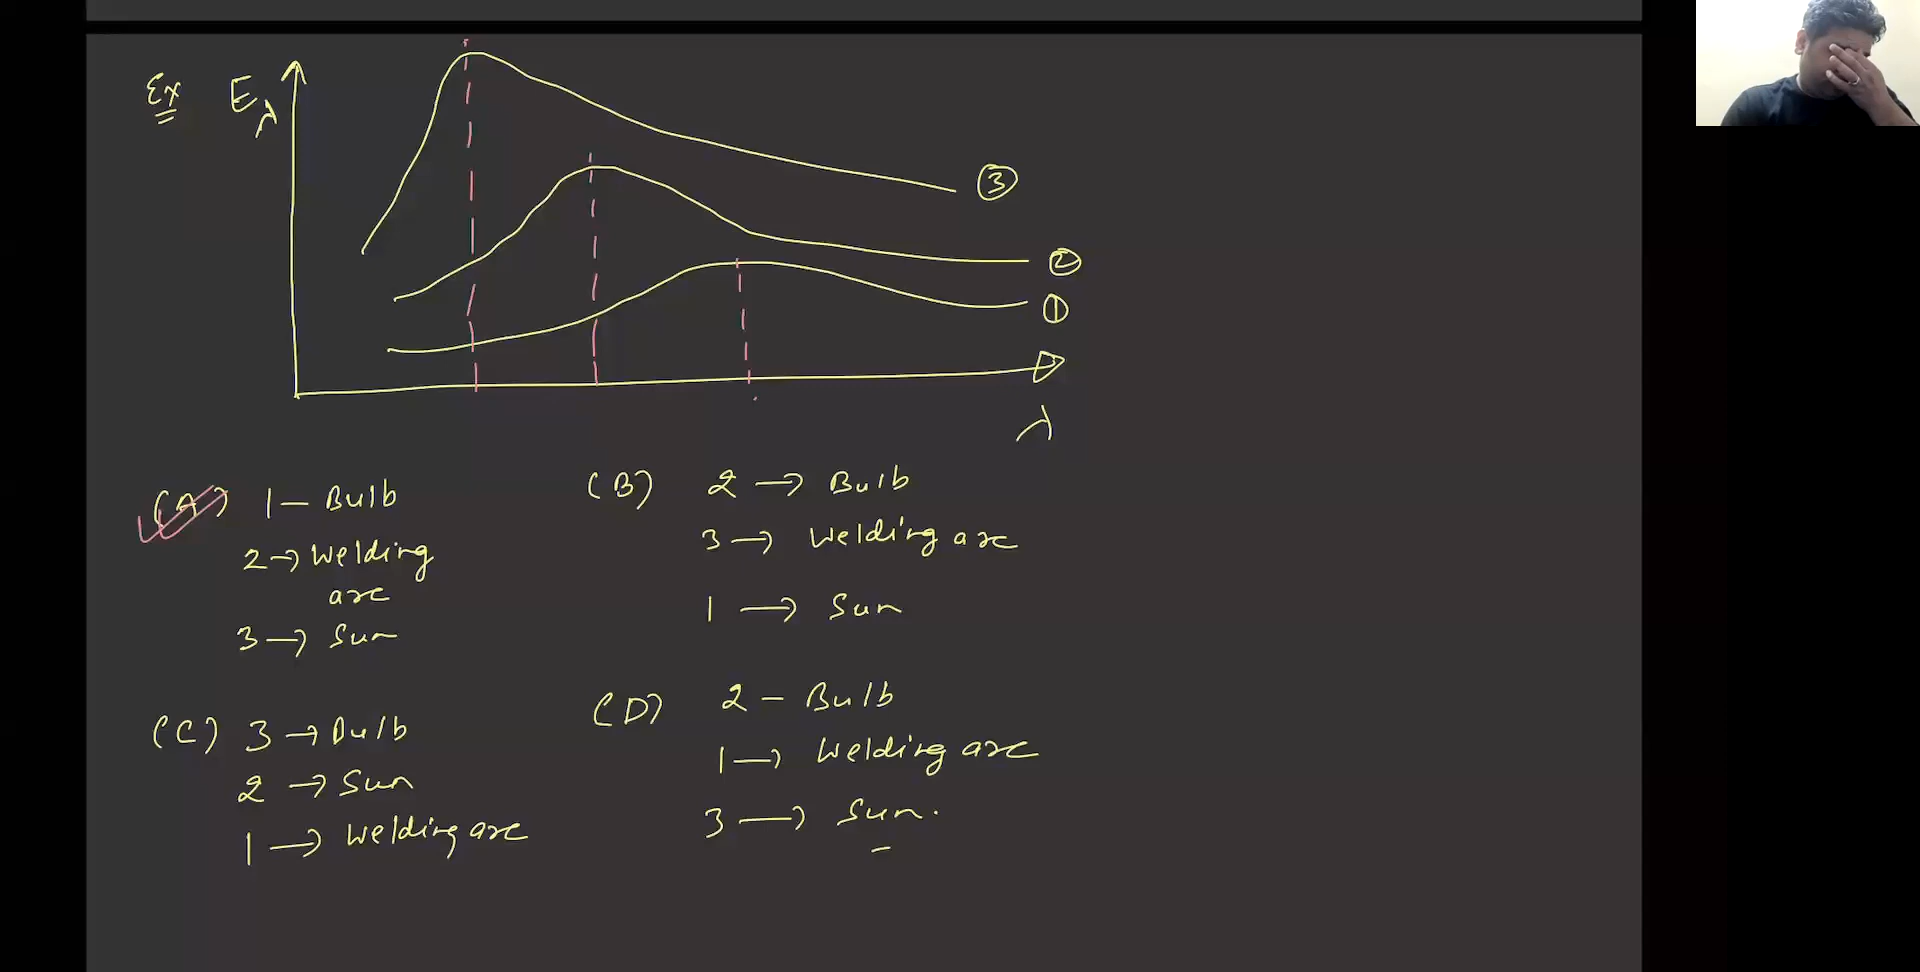 Ex
Eλ
3
2
1
λ
(A) 1 — Bulb
2 → Welding
arc
3 → Sun
(B) 2 → Bulb
3 → Welding arc
1 → Sun
(C) 3 → Bulb
2 → Sun
1 → Welding arc
(D) 2 – Bulb
1 → Welding arc
3 → Sun.